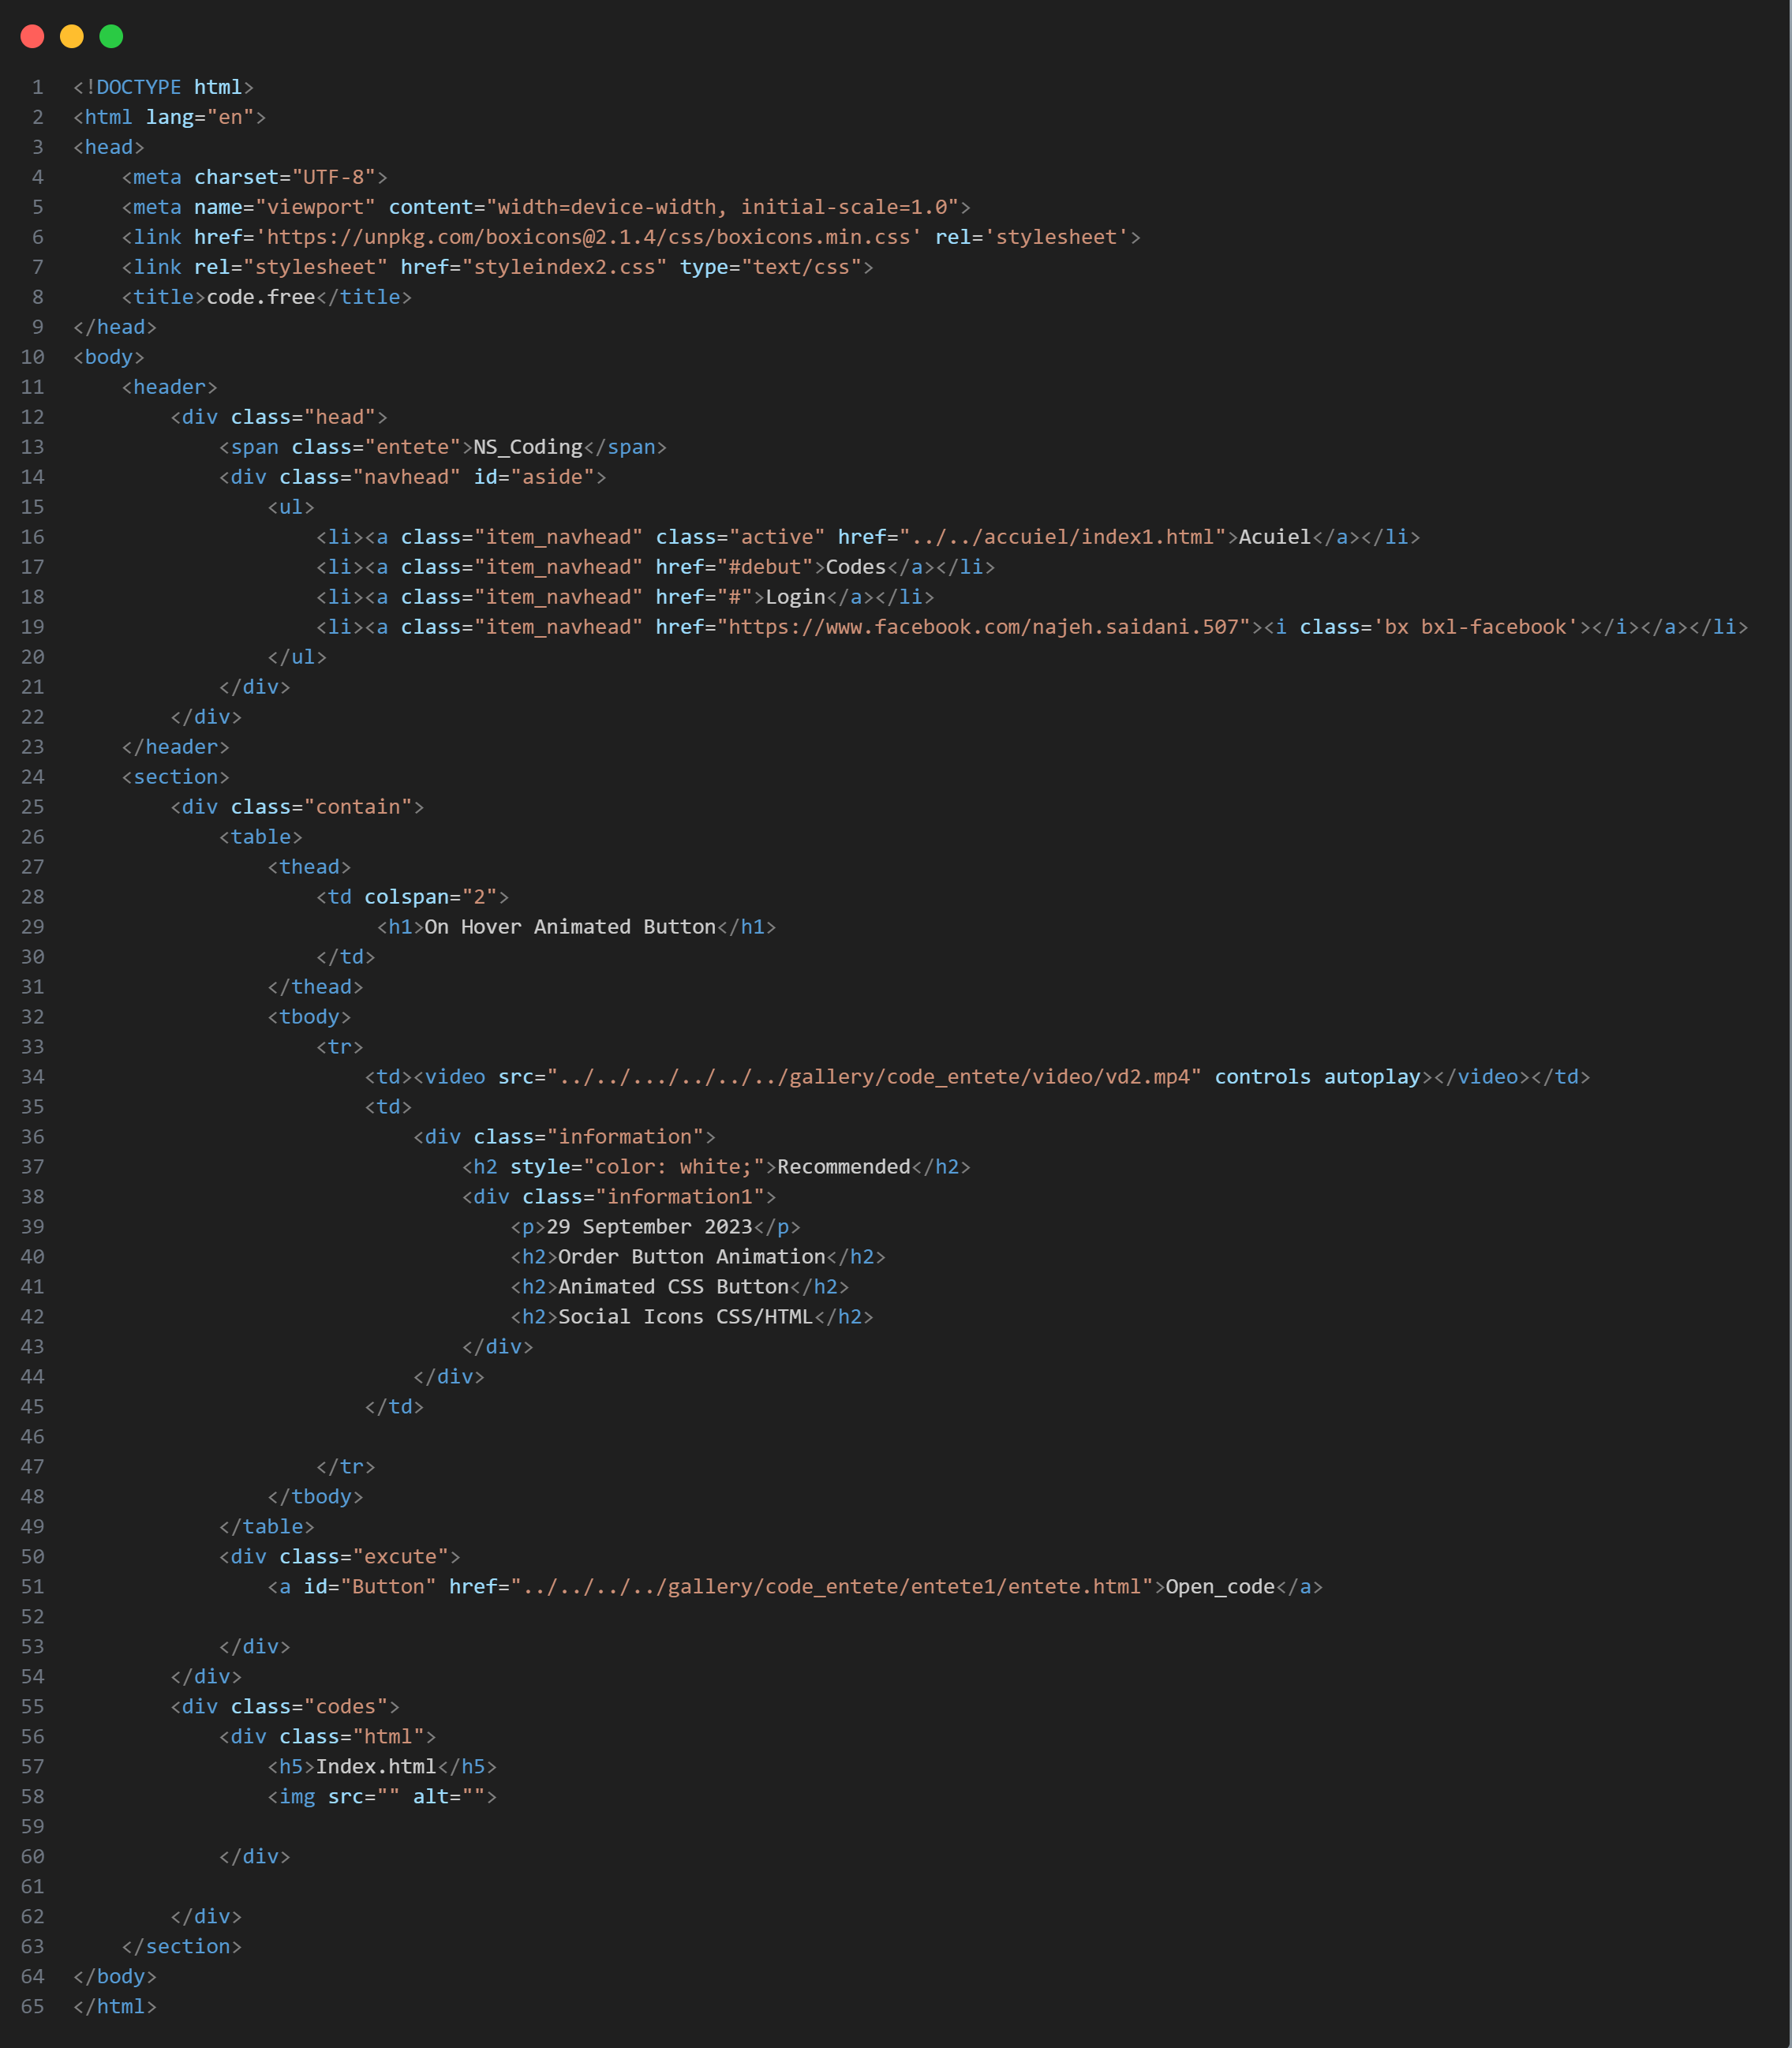 1 <!DOCTYPE html>
2 <html lang="en">
3 <head>
4     <meta charset="UTF-8">
5     <meta name="viewport" content="width=device-width, initial-scale=1.0">
6     <link href='https://unpkg.com/boxicons@2.1.4/css/boxicons.min.css' rel='stylesheet'>
7     <link rel="stylesheet" href="styleindex2.css" type="text/css">
8     <title>code.free</title>
9 </head>
10 <body>
11     <header>
12         <div class="head">
13             <span class="entete">NS_Coding</span>
14             <div class="navhead" id="aside">
15                 <ul>
16                     <li><a class="item_navhead" class="active" href="../../accuiel/index1.html">Acuiel</a></li>
17                     <li><a class="item_navhead" href="#debut">Codes</a></li>
18                     <li><a class="item_navhead" href="#">Login</a></li>
19                     <li><a class="item_navhead" href="https://www.facebook.com/najeh.saidani.507"><i class='bx bxl-facebook'></i></a></li>
20                 </ul>
21             </div>
22         </div>
23     </header>
24     <section>
25         <div class="contain">
26             <table>
27                 <thead>
28                     <td colspan="2">
29                          <h1>On Hover Animated Button</h1>
30                     </td>
31                 </thead>
32                 <tbody>
33                     <tr>
34                         <td><video src="../../.../../../../gallery/code_entete/video/vd2.mp4" controls autoplay></video></td>
35                         <td>
36                             <div class="information">
37                                 <h2 style="color: white;">Recommended</h2>
38                                 <div class="information1">
39                                     <p>29 September 2023</p>
40                                     <h2>Order Button Animation</h2>
41                                     <h2>Animated CSS Button</h2>
42                                     <h2>Social Icons CSS/HTML</h2>
43                                 </div>
44                             </div>
45                         </td>
46
47                     </tr>
48                 </tbody>
49             </table>
50             <div class="excute">
51                 <a id="Button" href="../../../../gallery/code_entete/entete1/entete.html">Open_code</a>
52
53             </div>
54         </div>
55         <div class="codes">
56             <div class="html">
57                 <h5>Index.html</h5>
58                 <img src="" alt="">
59
60             </div>
61
62         </div>
63     </section>
64 </body>
65 </html>